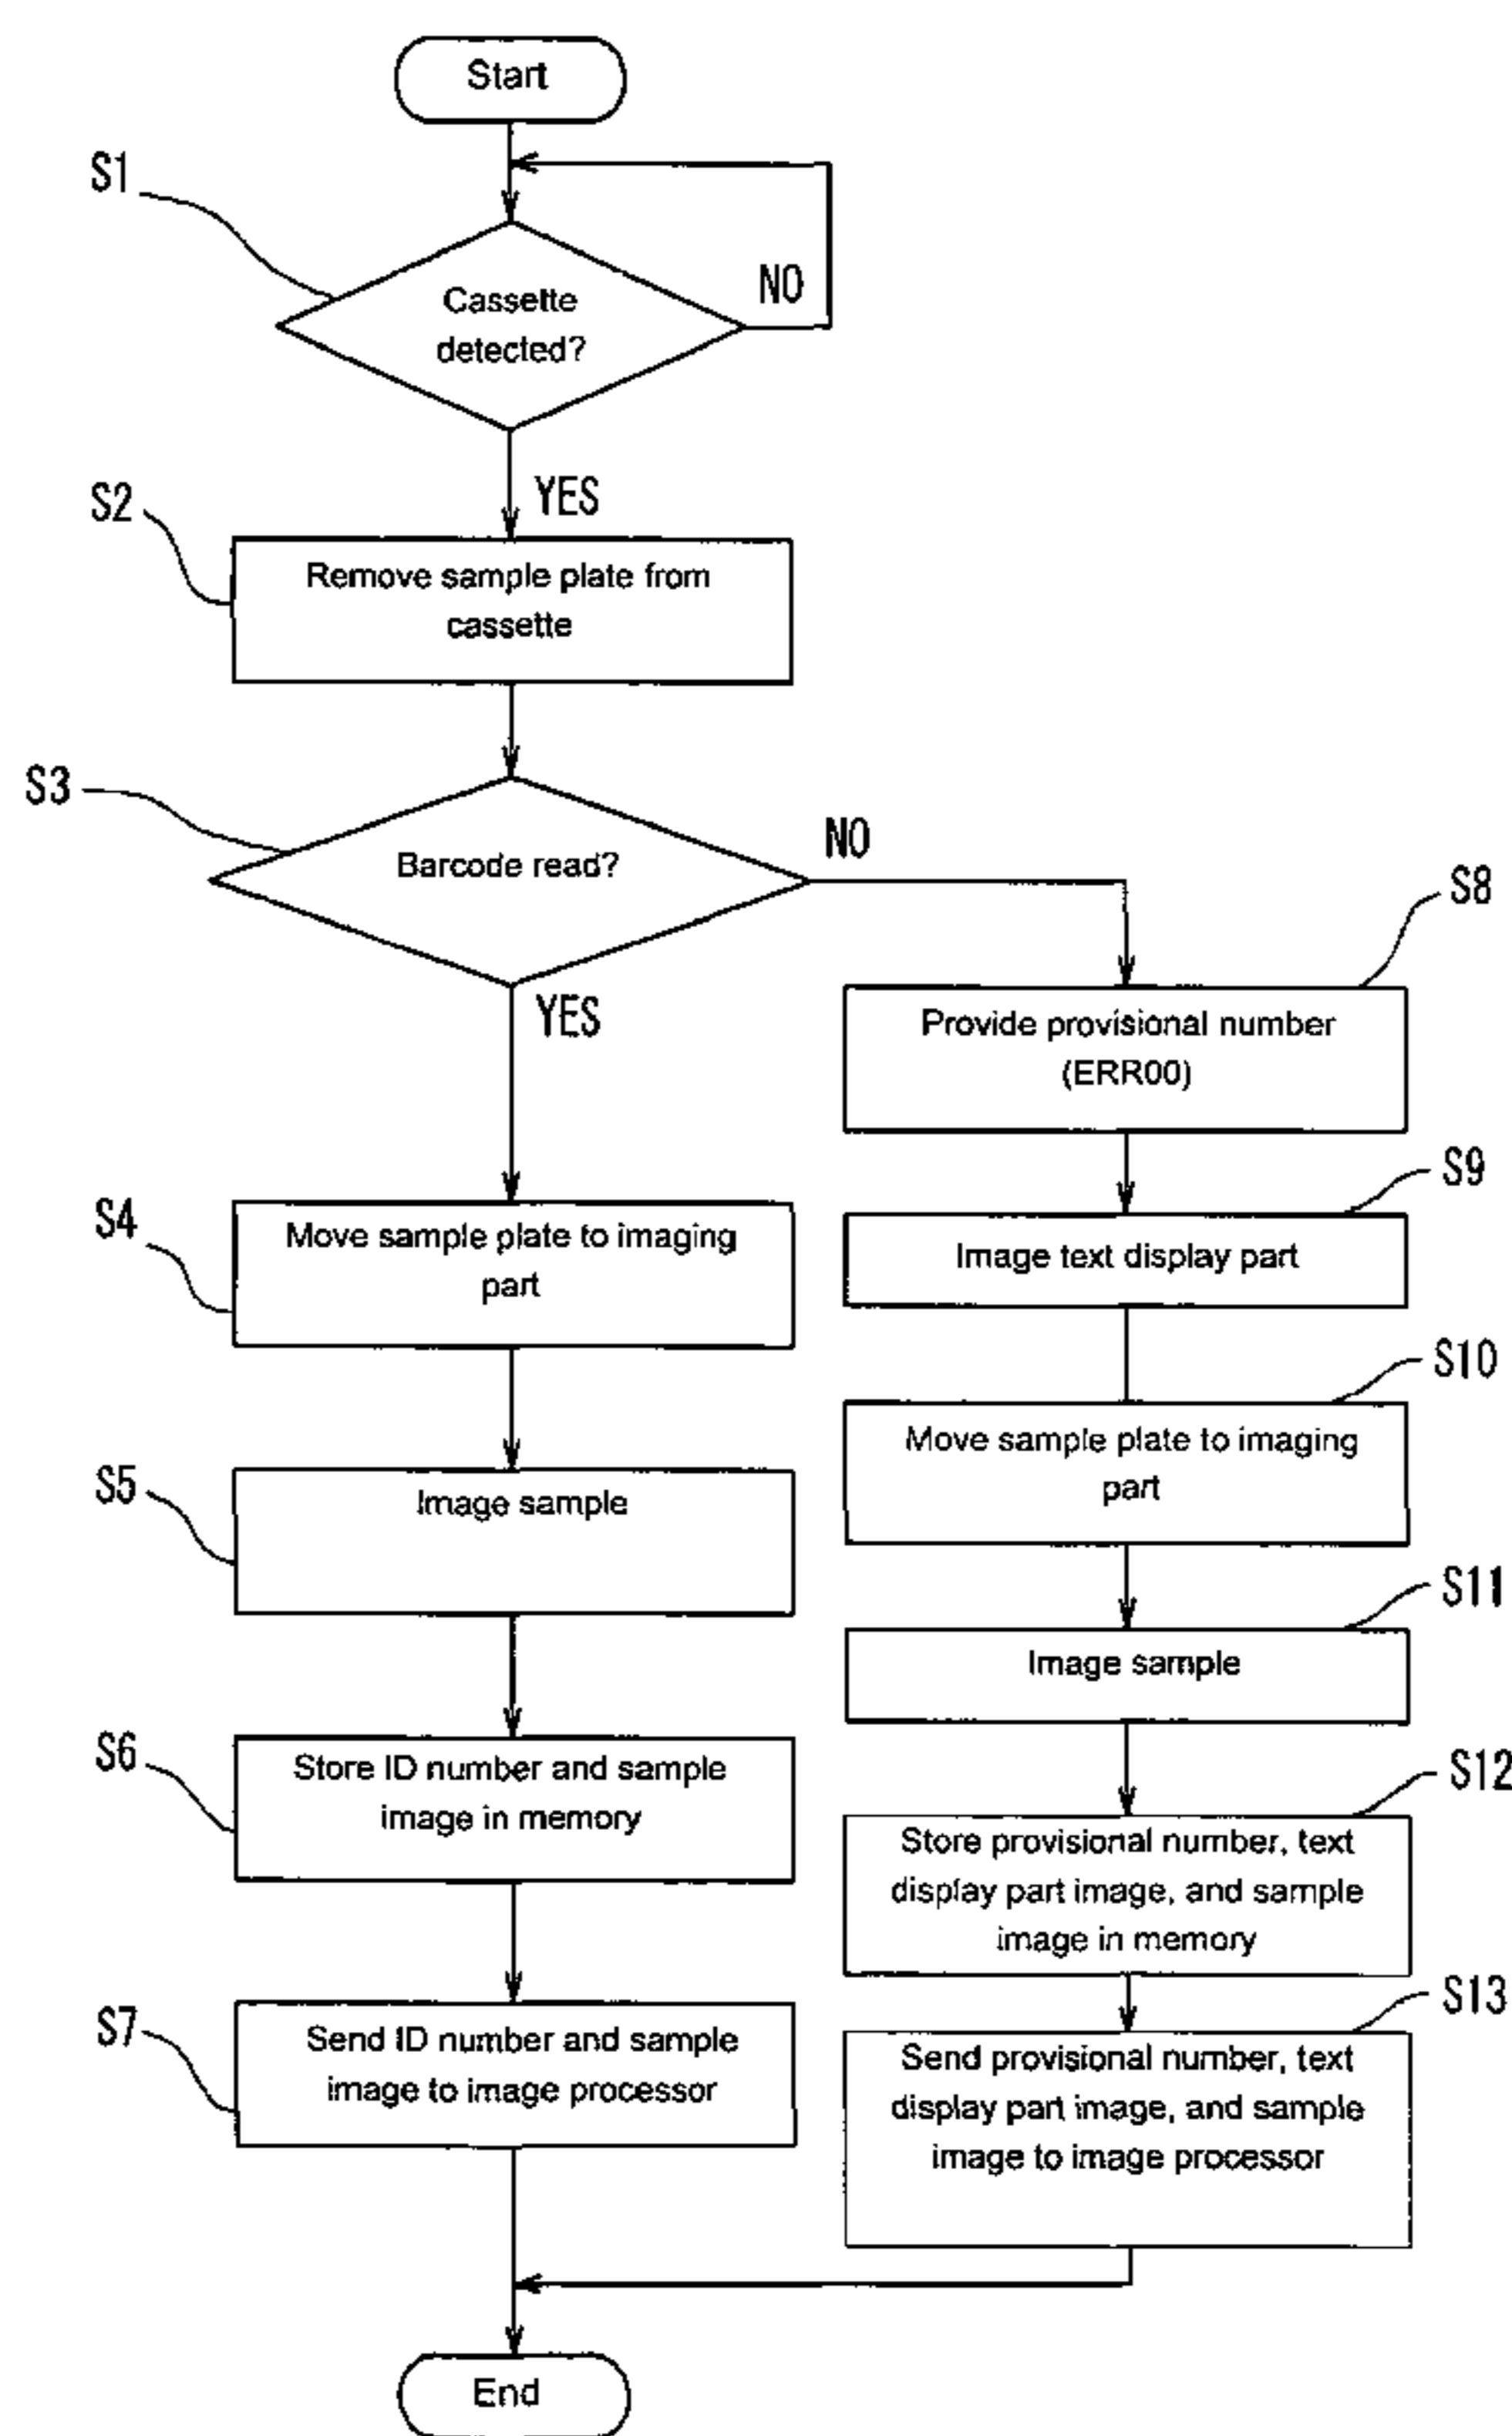 Start
S1
NO
Cassette
detected?
YES
S2
Remove sample plate from
cassette
S3
Barcode read?
NO
YES
S8
Provide provisional number
(ERR00)
S9
Image text display part
S4
Move sample plate to imaging
part
S10
Move sample plate to imaging
part
S5
Image sample
S11
Image sample
S6
Store ID number and sample
image in memory
S12
Store provisional number, text
display part image, and sample
image in memory
S7
Send ID number and sample
image to image processor
S13
Send provisional number, text
display part image, and sample
image to image processor
End